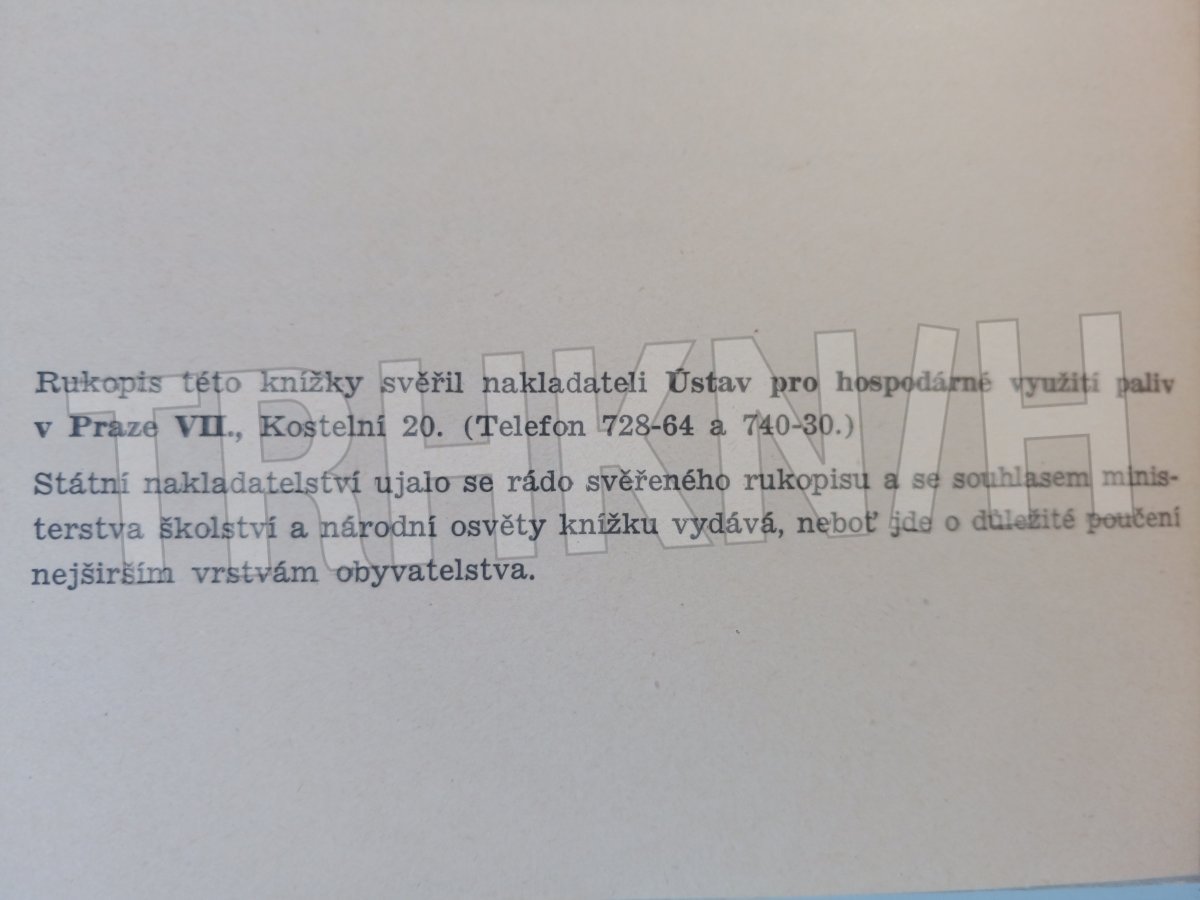 Rukopis této knížky svěřil nakladateli Ústav pro hospodárné využití paliv
v Praze VII., Kostelní 20. (Telefon 728-64 a 740-30.)
Státní nakladatelství ujalo se rádo svěřeného rukopisu a se souhlasem minis-
terstva školství a národní osvěty knížku vydává, neboť jde o důležité poučení
nejširším vrstvám obyvatelstva.
TRHKN/H